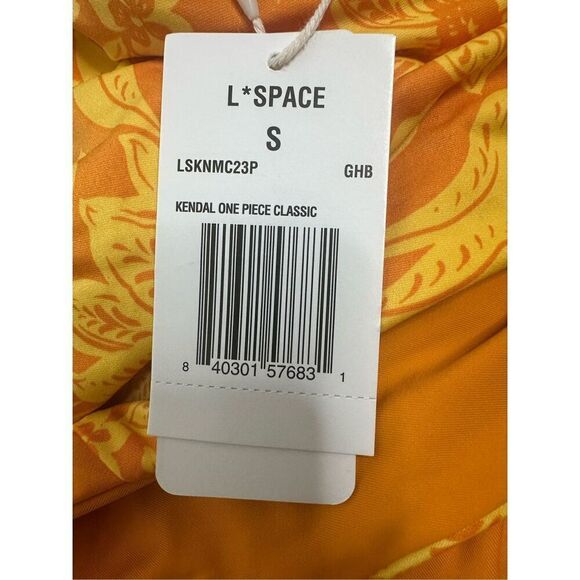 L*SPACE
S
LSKNMC23P GHB
KENDAL ONE PIECE CLASSIC
8 40301 57683 1